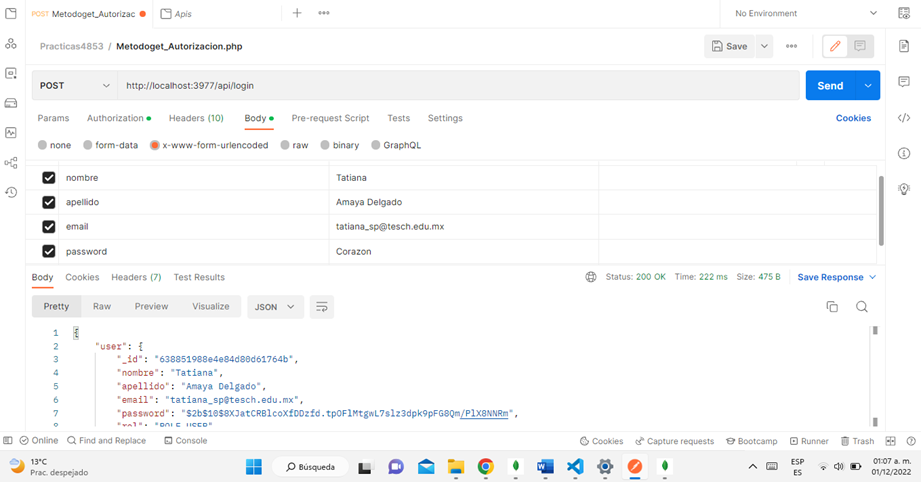 POST Metodoget_Autorizac
Apis
No Environment
Practicas4853 / Metodoget_Autorizacion.php
Save
POST http://localhost:3977/api/login Send
Params Authorization Headers (10) Body Pre-request Script Tests Settings Cookies
none form-data x-www-form-urlencoded raw binary GraphQL
nombre Tatiana
apellido Amaya Delgado
email tatiana_sp@tesch.edu.mx
password Corazon
Body Cookies Headers (7) Test Results Status: 200 OK Time: 222 ms Size: 475 B Save Response
Pretty Raw Preview Visualize JSON
1 {
2 "user": {
3 "_id": "638851988e4e84d80d61764b",
4 "nombre": "Tatiana",
5 "apellido": "Amaya Delgado",
6 "email": "tatiana_sp@tesch.edu.mx",
7 "password": "$2b$10$8XJatCRBlcoXfDDzfd.tpOFlMtgwL7slz3dpk9pFG8Qm/PlX8NNRm",
8 "rol": "ROLE_USER"
Online Find and Replace Console Cookies Capture requests Bootcamp Runner Trash
13°C
Prac. despejado
Búsqueda
ESP
ES
01:07 a. m.
01/12/2022